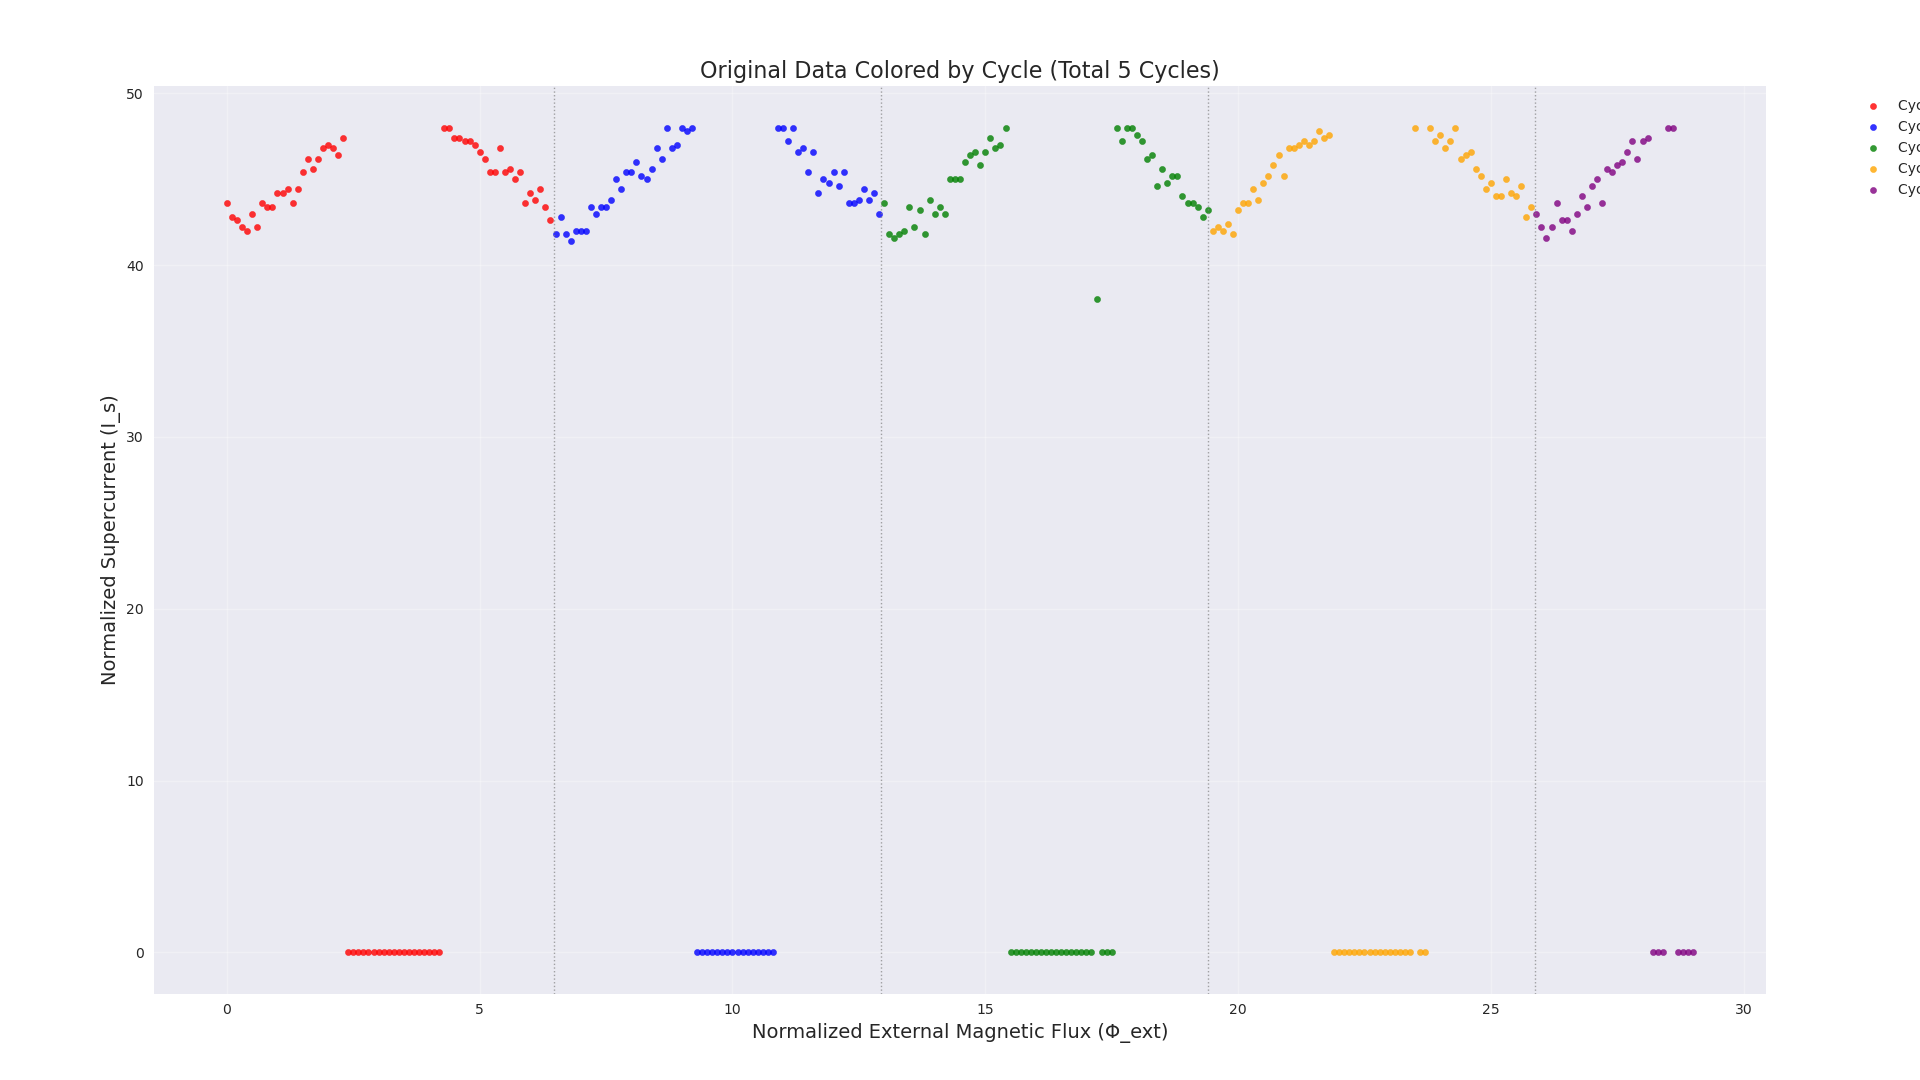 Original Data Colored by Cycle (Total 5 Cycles)
50
40
30
20
10
0
Normalized Supercurrent (I_s)
0 5 10 15 20 25 30
Normalized External Magnetic Flux (Φ_ext)
Cyc
Cyc
Cyc
Cyc
Cyc